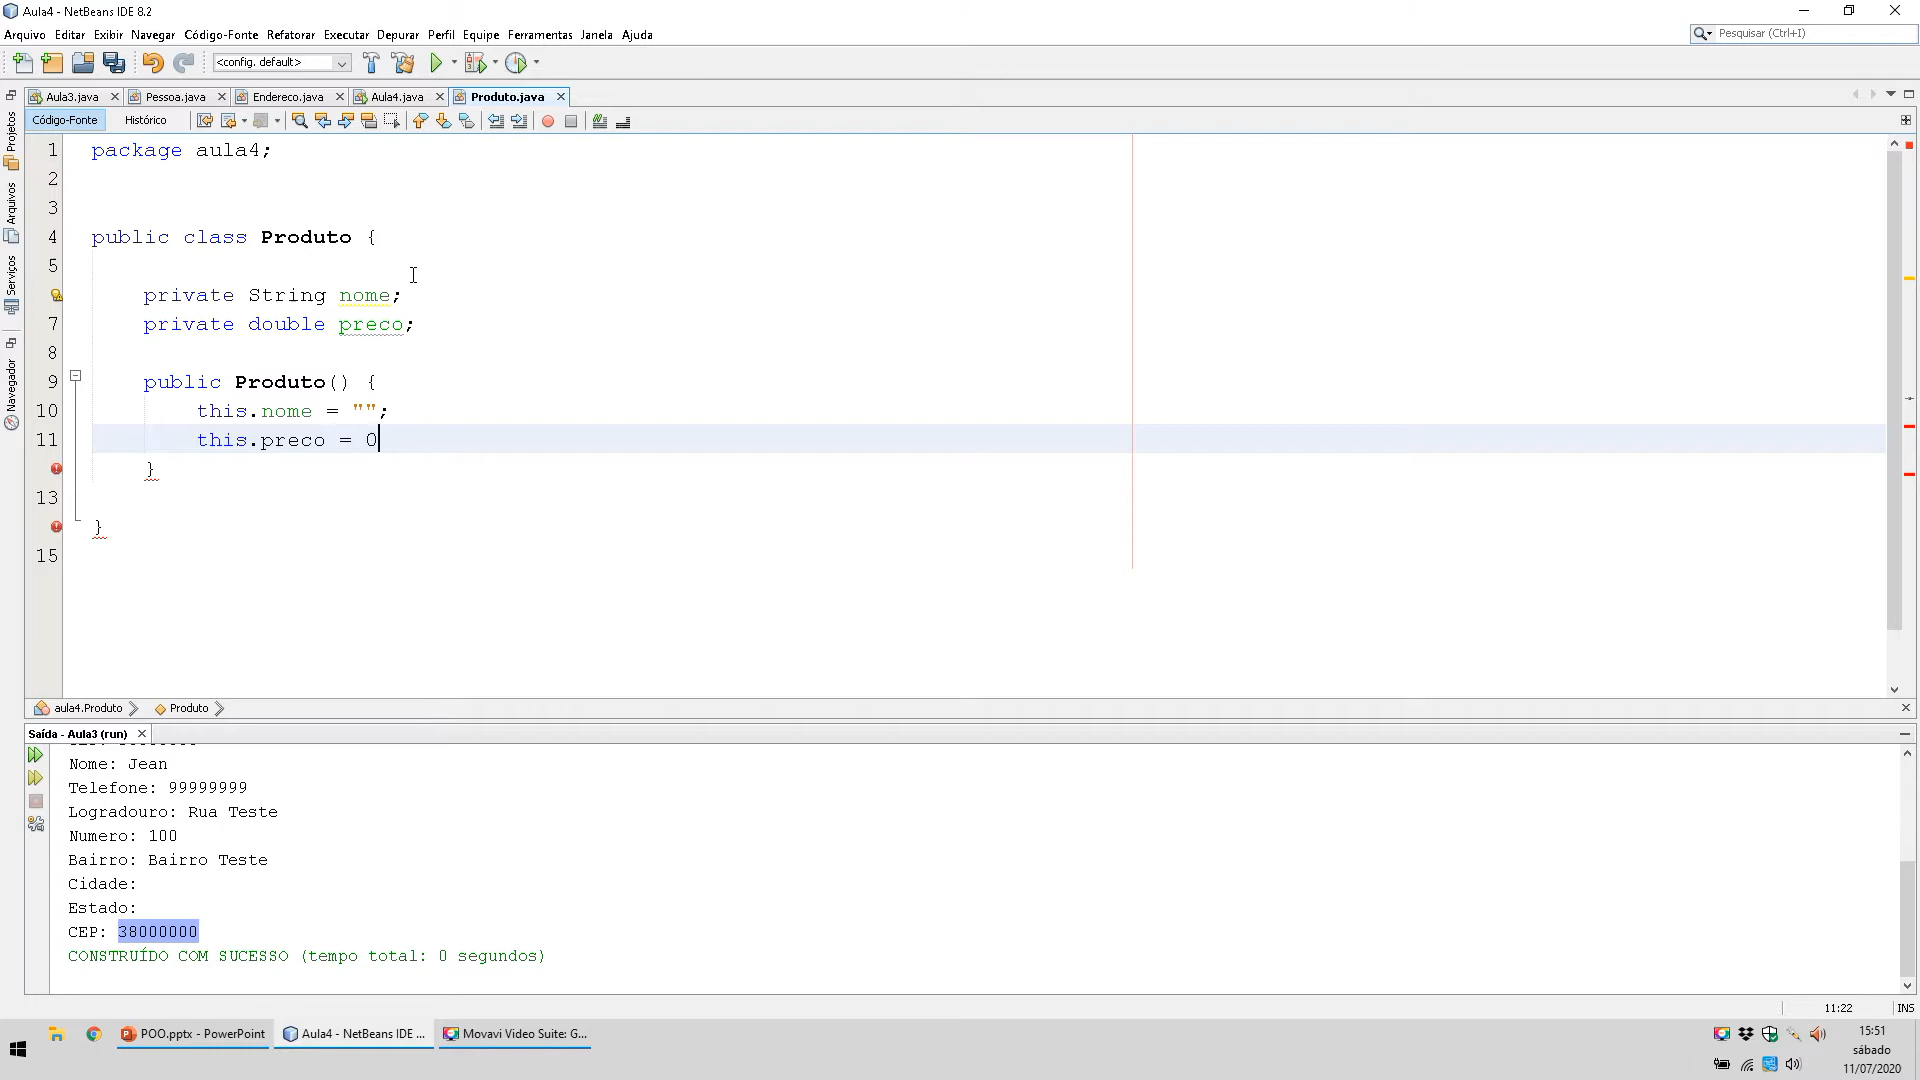 Aula4 - NetBeans IDE 8.2
Arquivo Editar Exibir Navegar Código-Fonte Refatorar Executar Depurar Perfil Equipe Ferramentas Janela Ajuda
Pesquisar (Ctrl+I)
<config. default>
Aula3.java Pessoa.java Endereco.java Aula4.java Produto.java
Código-Fonte Histórico
Projetos
Arquivos
Serviços
Navegador
1 package aula4;
2
3
4 public class Produto {
5
private String nome;
7 private double preco;
8
9 public Produto() {
10 this.nome = "";
11 this.preco = 0
}
13
}
15
aula4.Produto Produto
Saída - Aula3 (run)
Nome: Jean
Telefone: 99999999
Logradouro: Rua Teste
Numero: 100
Bairro: Bairro Teste
Cidade:
Estado:
CEP: 38000000
CONSTRUÍDO COM SUCESSO (tempo total: 0 segundos)
11:22 INS
POO.pptx - PowerPoint Aula4 - NetBeans IDE ... Movavi Video Suite: G...
15:51
sábado
11/07/2020